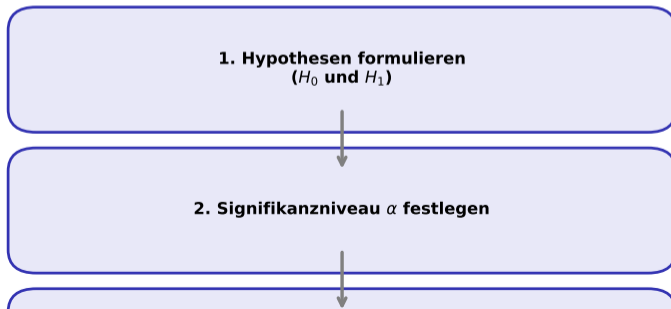 1. Hypothesen formulieren
(H₀ und H₁)
2. Signifikanzniveau α festlegen